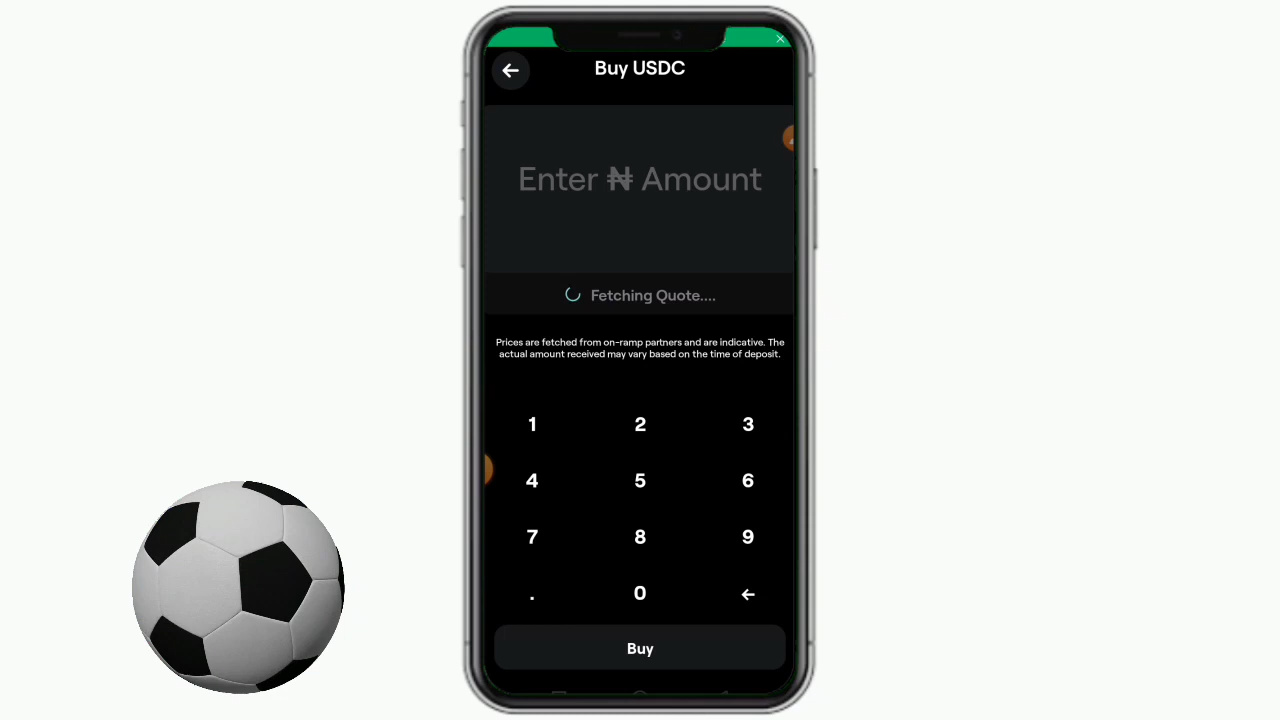 Buy USDC
Enter ₦ Amount
Fetching Quote....
Prices are fetched from on-ramp partners and are indicative. The
actual amount received may vary based on the time of deposit.
1 2 3
4 5 6
7 8 9
. 0
Buy